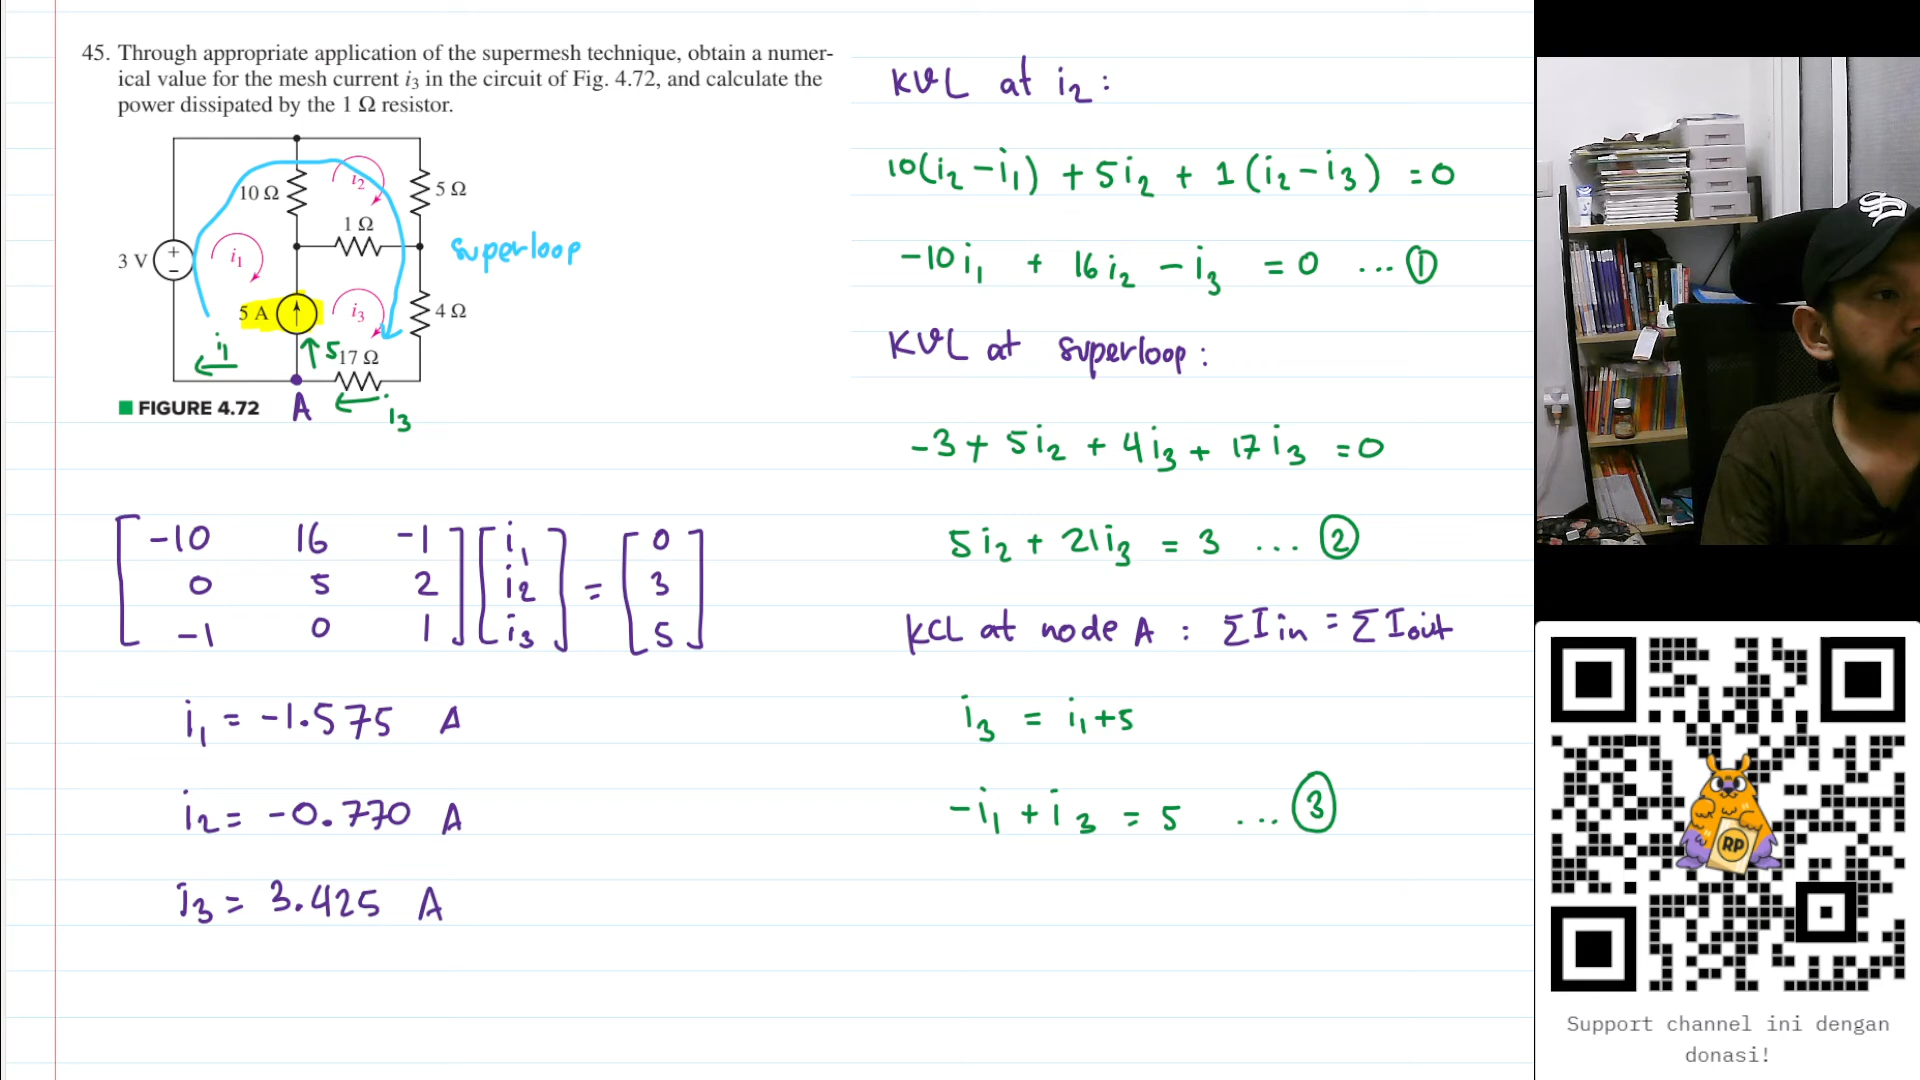 45. Through appropriate application of the supermesh technique, obtain a numer-
ical value for the mesh current i₃ in the circuit of Fig. 4.72, and calculate the
power dissipated by the 1 Ω resistor.
10 Ω
i₂
5 Ω
1 Ω
3 V
+
−
i₁
superloop
5 A
i₃
4 Ω
i₁
5
17 Ω
FIGURE 4.72
A
i₃
-10 16 -1 i₁ 0
0 5 2 i₂ = 3
-1 0 1 i₃ 5
i₁ = -1.575 A
i₂ = -0.770 A
i₃ = 3.425 A
KVL at i₂ :
10(i₂ - i₁) + 5i₂ + 1(i₂ - i₃) = 0
-10i₁ + 16i₂ - i₃ = 0 ... ①
KVL at superloop :
-3 + 5i₂ + 4i₃ + 17i₃ = 0
5i₂ + 21i₃ = 3 ... ②
KCL at node A : ΣIin = ΣIout
i₃ = i₁+5
-i₁ + i₃ = 5 ... ③
RP
Support channel ini dengan
donasi!